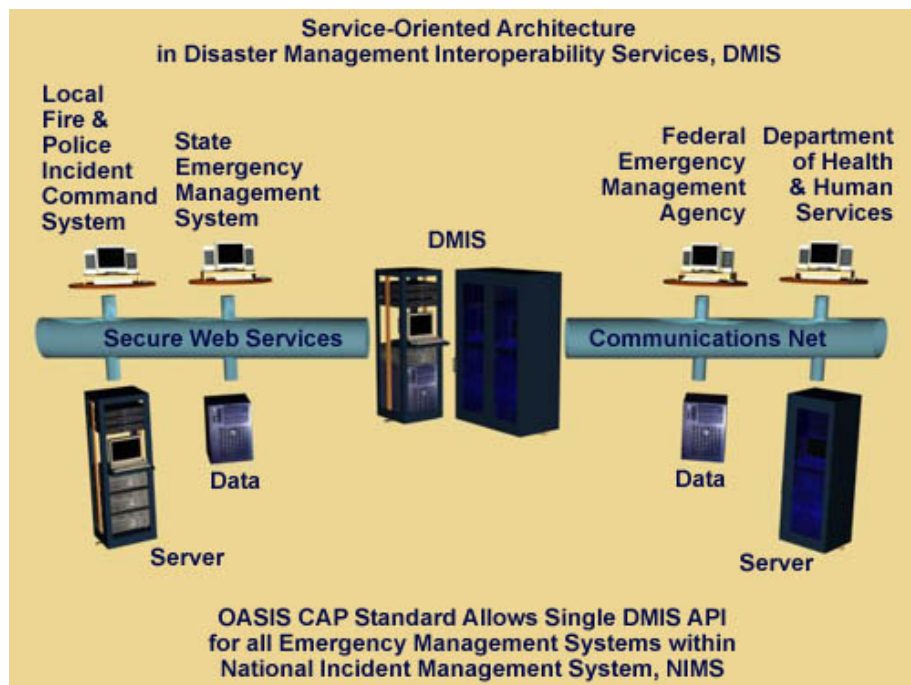 Service-Oriented Architecture
in Disaster Management Interoperability Services, DMIS
Local
Fire &
Police
Incident
Command
System
State
Emergency
Management
System
Federal
Emergency
Management
Agency
Department
of Health
& Human
Services
DMIS
Secure Web Services
Communications Net
Data
Server
Data
Server
OASIS CAP Standard Allows Single DMIS API
for all Emergency Management Systems within
National Incident Management System, NIMS